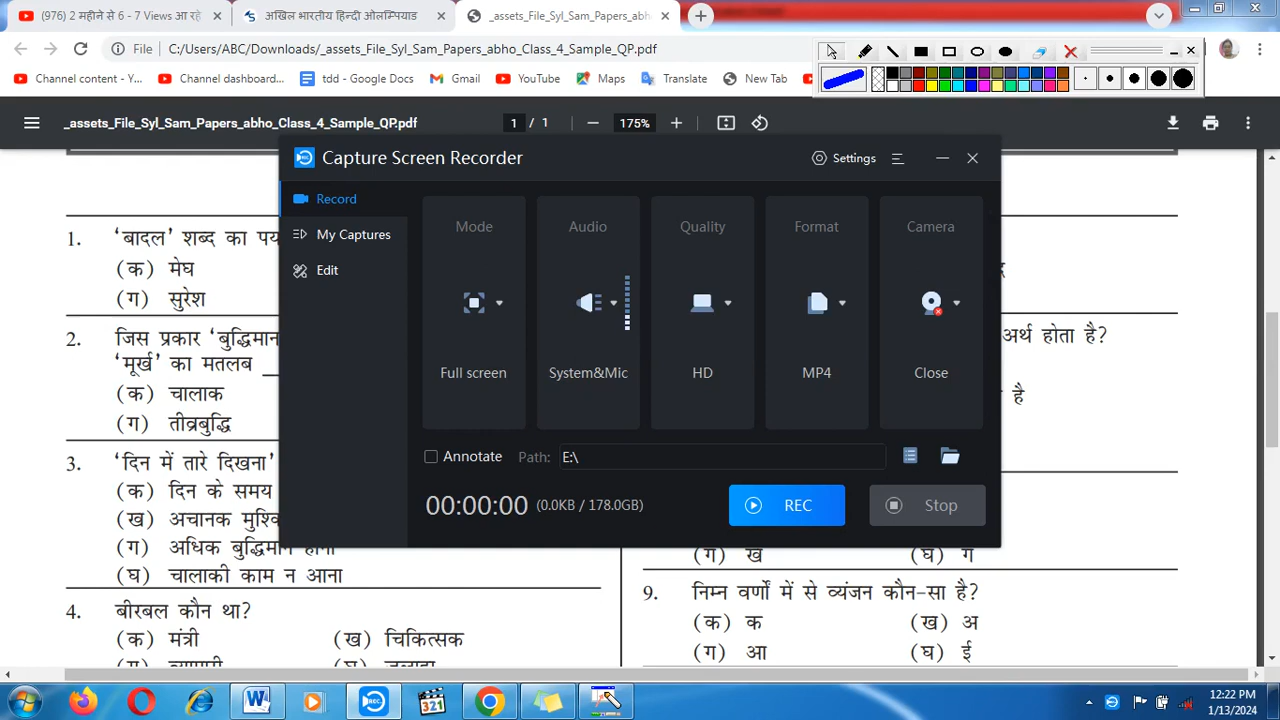 (976) 2 महीने से 6 - 7 Views आ रहे
अखिल भारतीय हिन्दी ओलम्पियाड
_assets_File_Syl_Sam_Papers_abho
File
C:/Users/ABC/Downloads/_assets_File_Syl_Sam_Papers_abho_Class_4_Sample_QP.pdf
Channel content - Y...
Channel dashboard...
blog - Google Docs
Gmail
YouTube
Maps
Translate
New Tab
_assets_File_Syl_Sam_Papers_abho_Class_4_Sample_QP.pdf
1 / 1
175%
Capture Screen Recorder
Settings
Record
My Captures
Edit
Mode
Audio
Quality
Format
Camera
Full screen
System&Mic
HD
MP4
Close
Annotate Path: E:\
00:00:00 (0.0KB / 178.0GB)
REC
Stop
1. ‘बादल’ शब्द का
(क) मेघ
(ग) सुरेश
2. जिस प्रकार ‘बुद्धिमान
‘मूर्ख’ का मतलब
(क) चालाक
(ग) तीव्रबुद्धि
3. ‘दिन में तारे दिखना’
(क) दिन के समय
(ख) अचानक
(ग) अधिक बुद्धिमान होना
(घ) चालाकी काम न आना
4. बीरबल कौन था?
(क) मंत्री (ख) चिकित्सक
अर्थ होता है?
है
(ग) ख (घ) ग
9. निम्न वर्णों में से व्यंजन कौन-सा है?
(क) क (ख) अ
(ग) आ (घ) ई
321
12:22 PM
1/13/2024